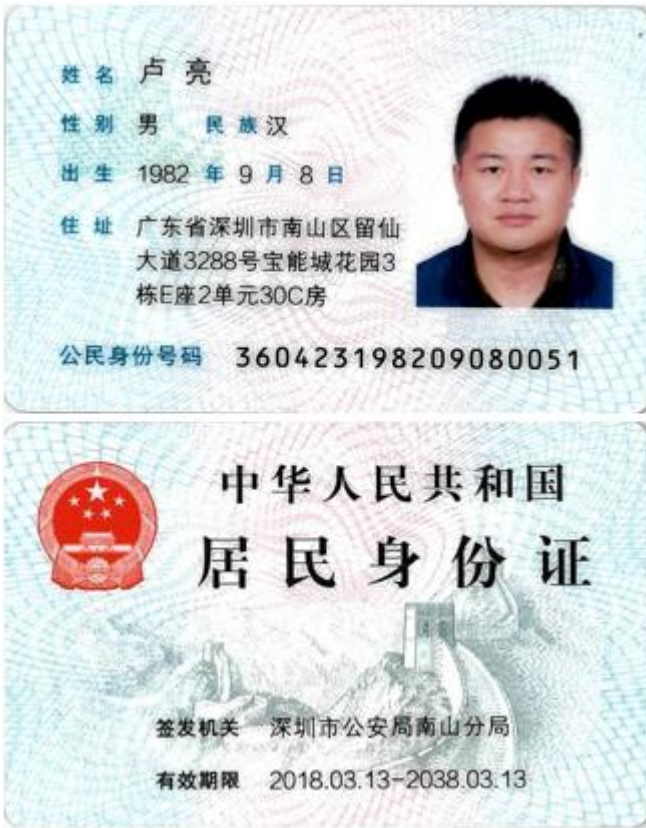 姓名 卢亮
性别 男 民族 汉
出生 1982 年 9 月 8 日
住址 广东省深圳市南山区留仙
大道3288号宝能城花园3
栋E座2单元30C房
公民身份号码 360423198209080051
中华人民共和国
居民身份证
签发机关 深圳市公安局南山分局
有效期限 2018.03.13-2038.03.13